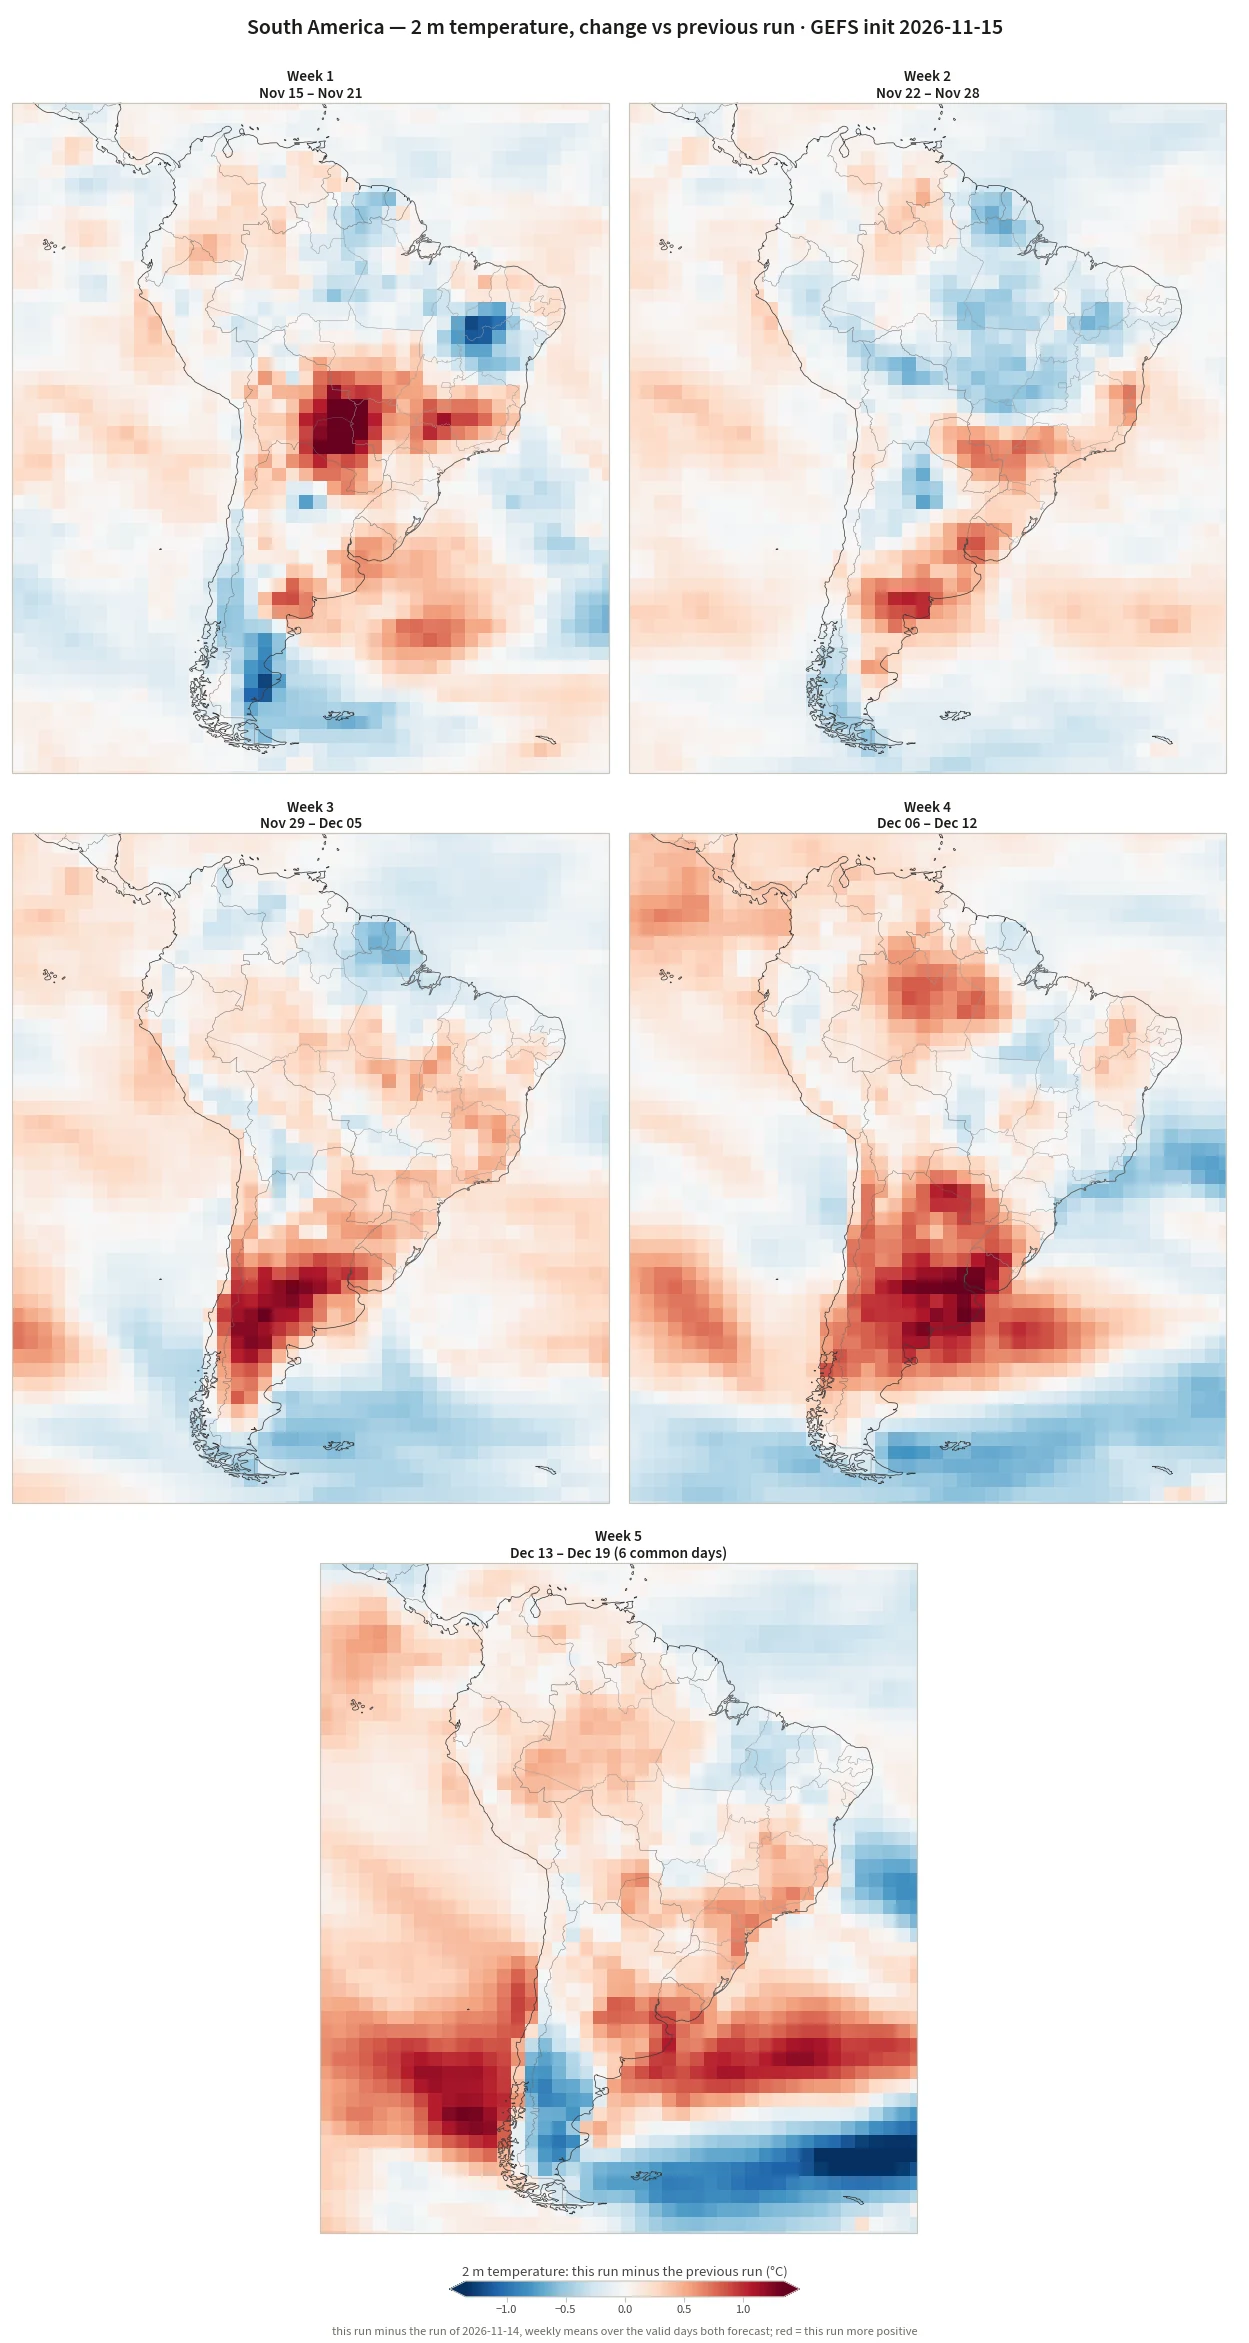 South America — 2 m temperature, change vs previous run · GEFS init 2026-11-15
Week 1
Nov 15 – Nov 21
Week 2
Nov 22 – Nov 28
Week 3
Nov 29 – Dec 05
Week 4
Dec 06 – Dec 12
Week 5
Dec 13 – Dec 19 (6 common days)
2 m temperature: this run minus the previous run (°C)
−1.0 −0.5 0.0 0.5 1.0
this run minus the run of 2026-11-14, weekly means over the valid days both forecast; red = this run more positive